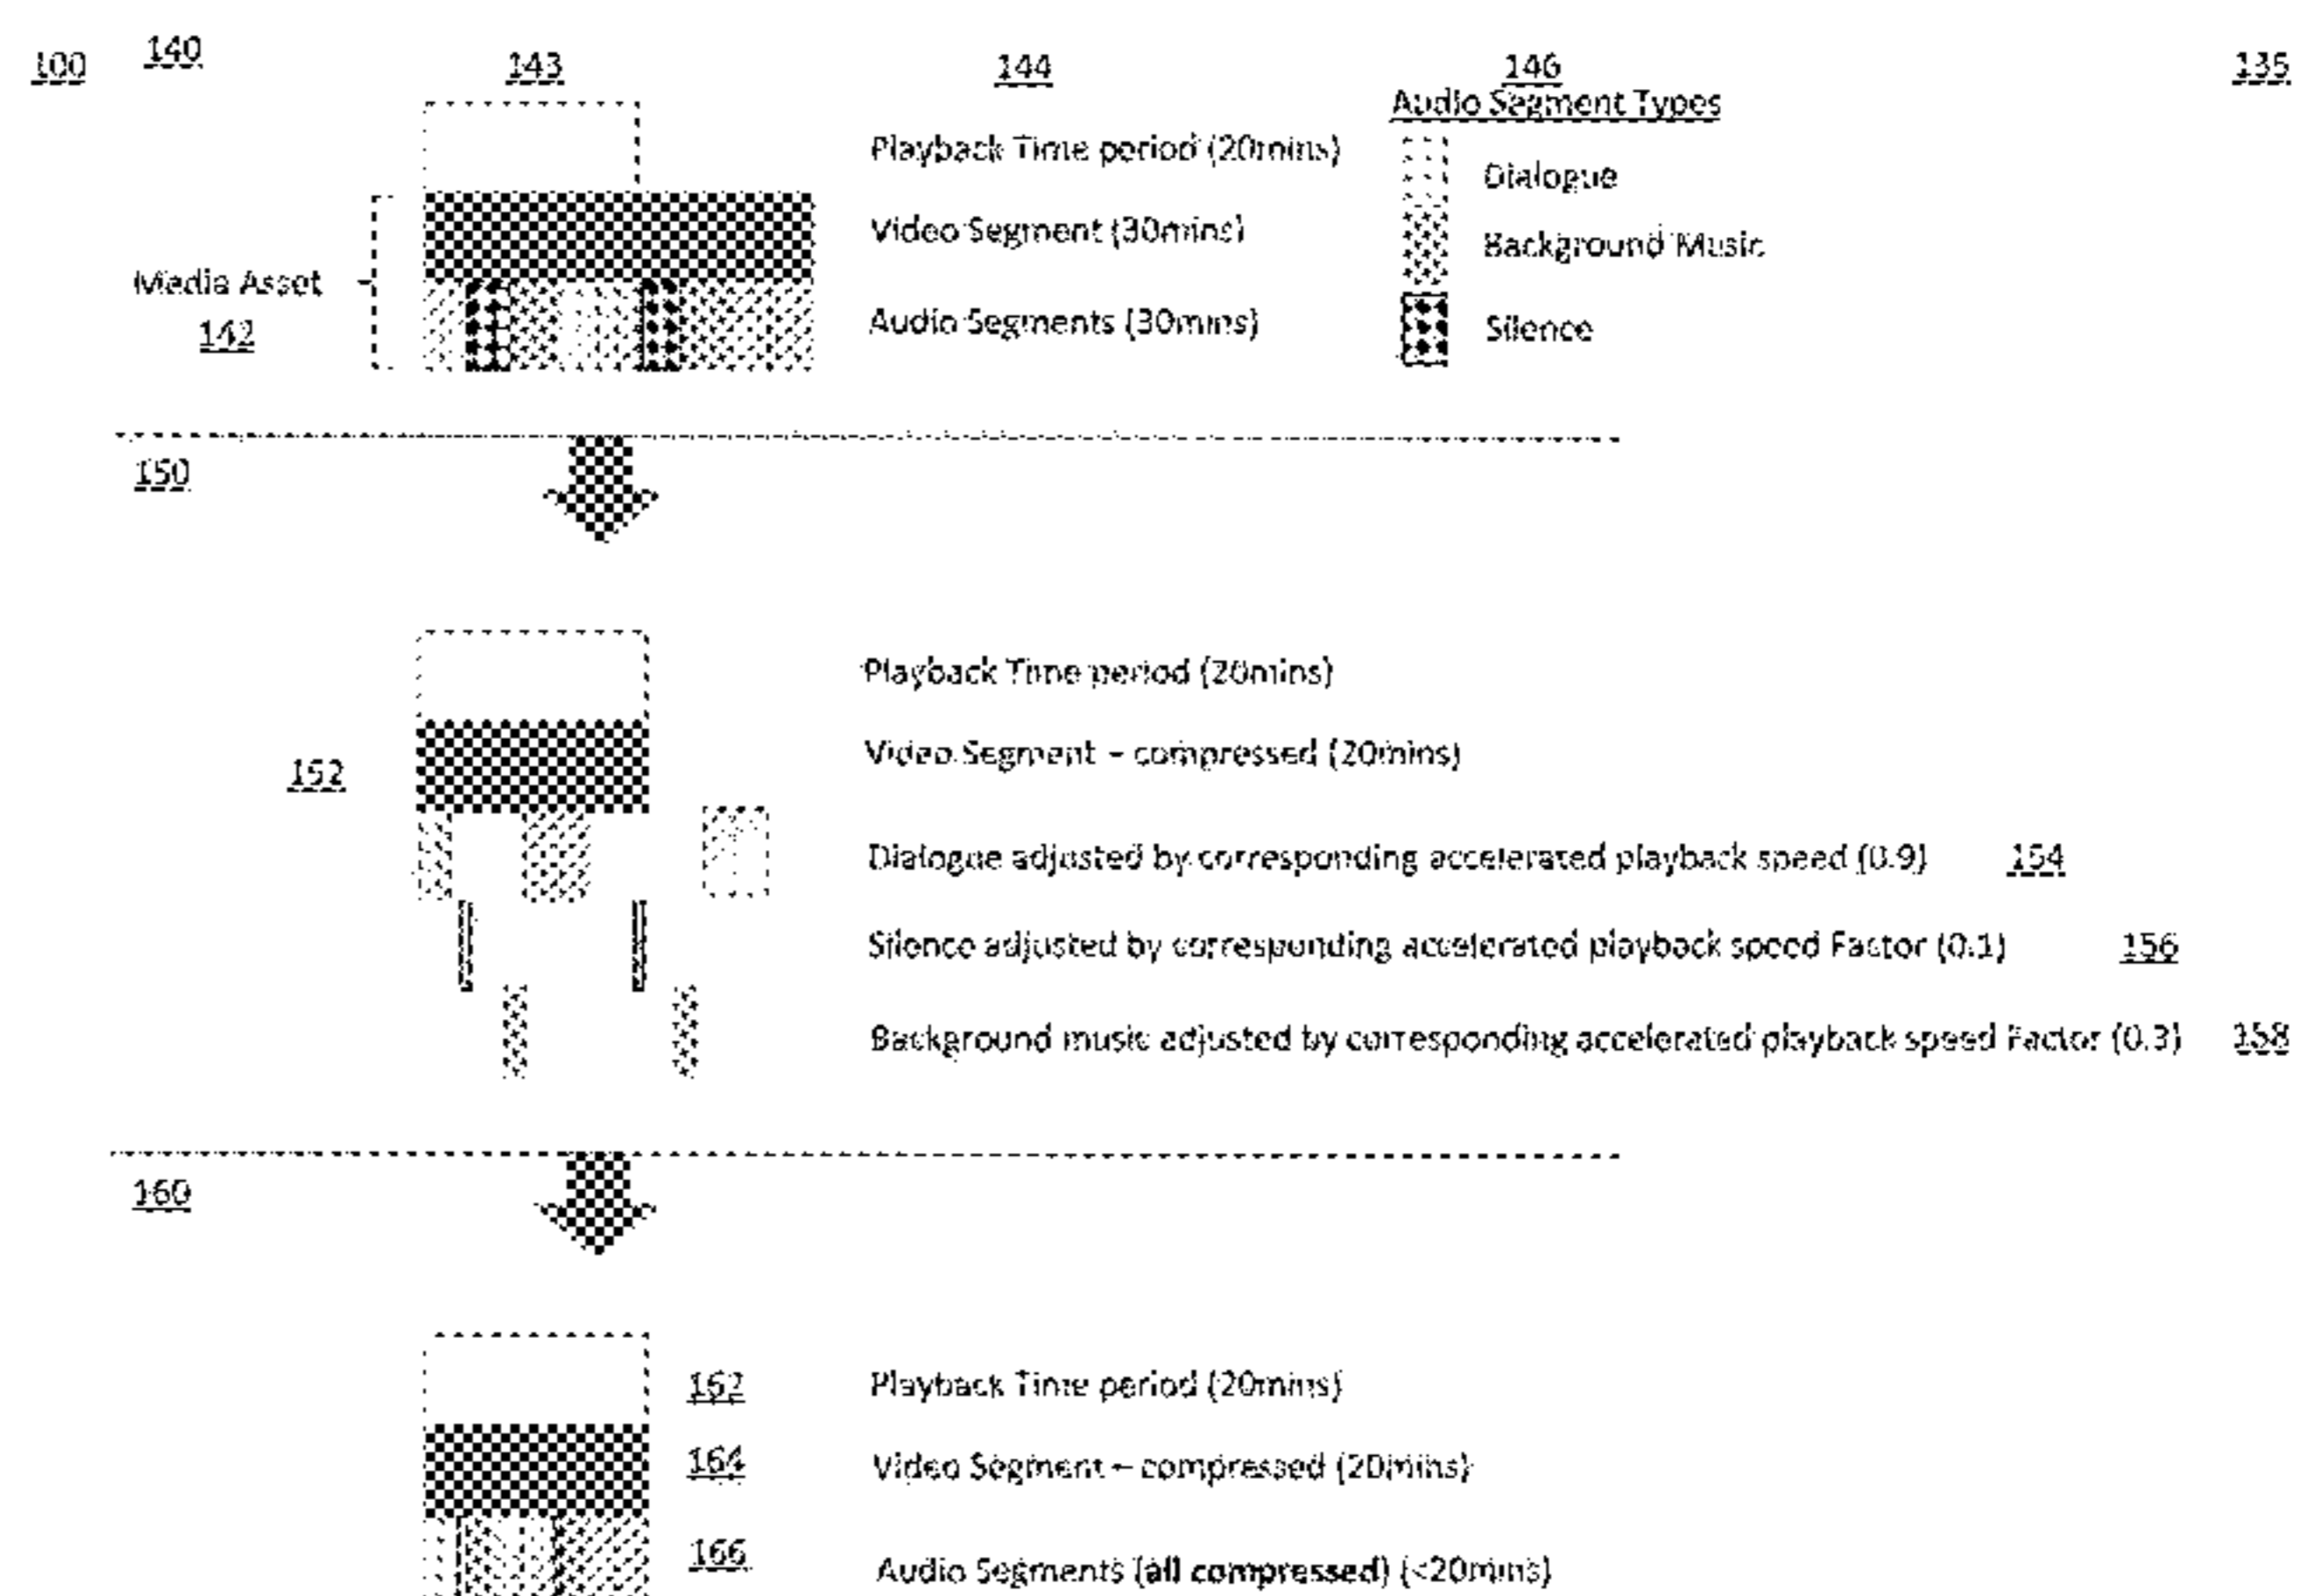 100 140 143 144 146 135
Audio Segment Types
Playback Time period (20mins)
Dialogue
Video Segment (30mins)
Background Music
Media Asset
142
Audio Segments (30mins)
Silence
150
Playback Time period (20mins)
152
Video Segment – compressed (20mins)
Dialogue adjusted by corresponding accelerated playback speed (0.9) 154
Silence adjusted by corresponding accelerated playback speed Factor (0.1) 156
Background music adjusted by corresponding accelerated playback speed Factor (0.3) 158
160
162 Playback Time period (20mins)
164 Video Segment – compressed (20mins)
166 Audio Segments (all compressed) (<20mins)